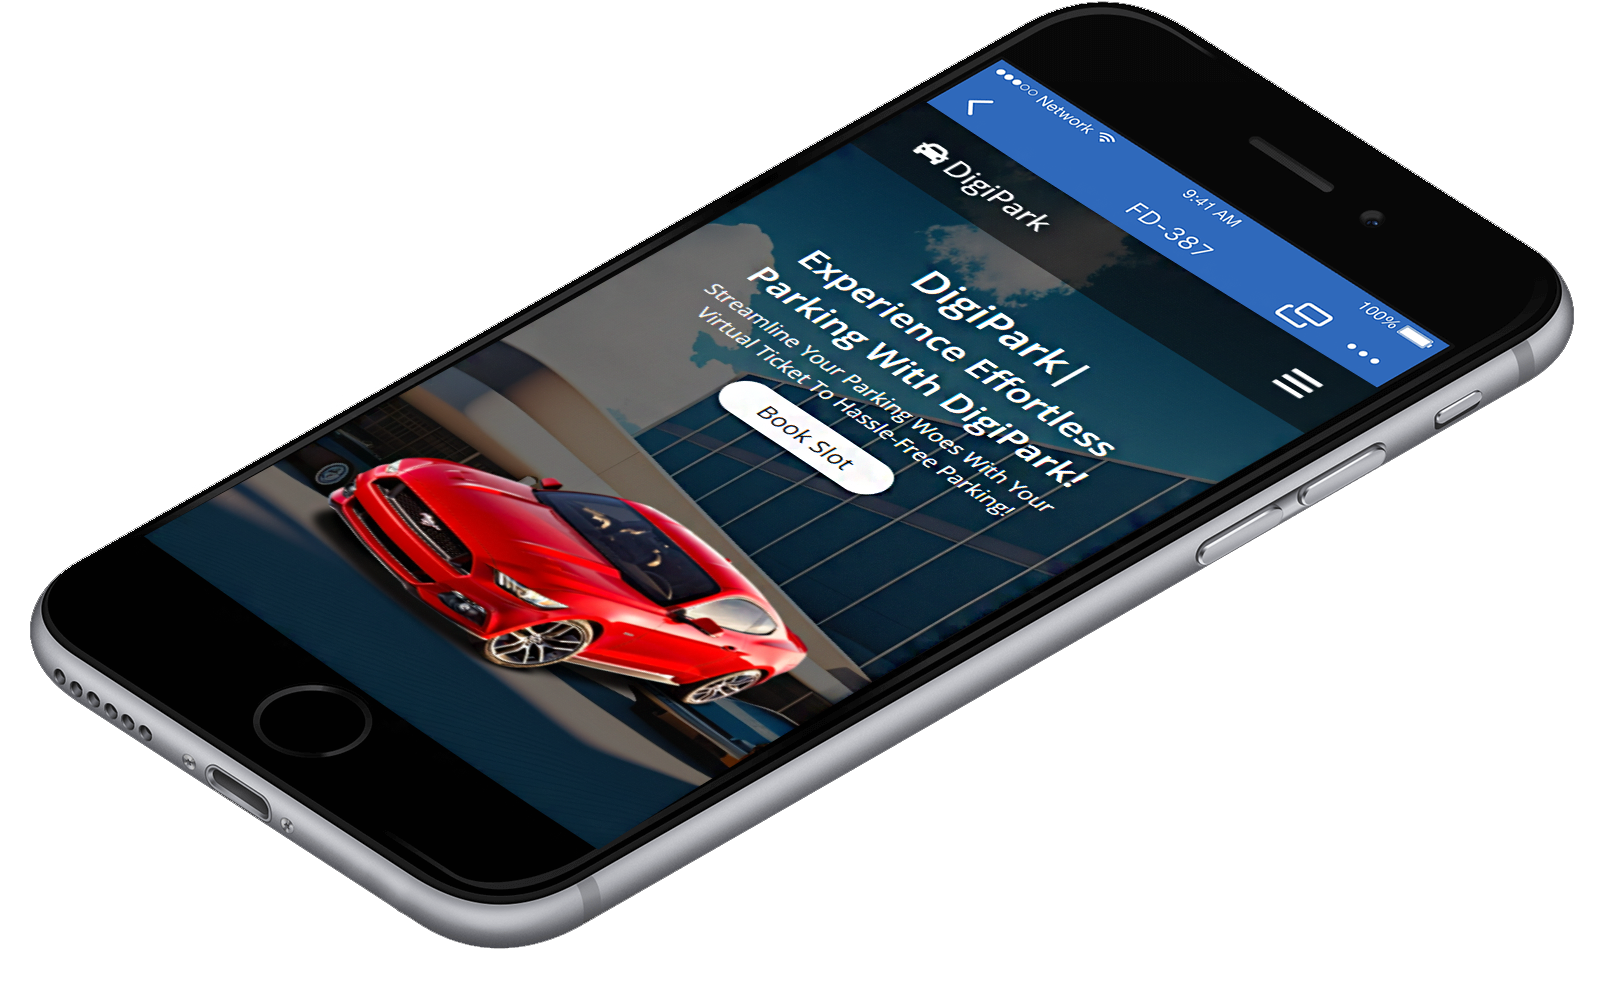 Network
9:41 AM
100%
FD-387
DigiPark
DigiPark|
Experience Effortless
Parking With DigiPark!
Streamline Your Parking Woes With Your
Virtual Ticket To Hassle-Free Parking!
Book Slot